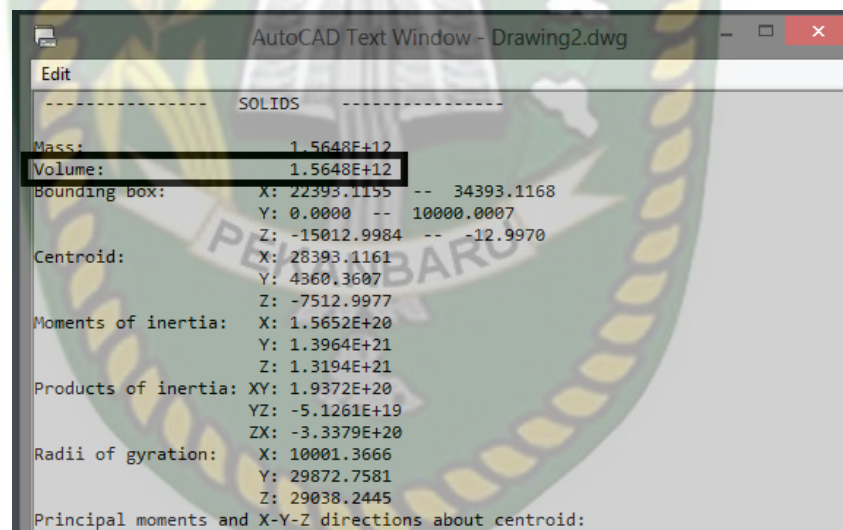 AutoCAD Text Window - Drawing2.dwg
Edit
---------------- SOLIDS ----------------
Mass: 1.5648E+12
Volume: 1.5648E+12
Bounding box: X: 22393.1155 -- 34393.1168
Y: 0.0000 -- 10000.0007
Z: -15012.9984 -- -12.9970
Centroid: X: 28393.1161
Y: 4360.3607
Z: -7512.9977
Moments of inertia: X: 1.5652E+20
Y: 1.3964E+21
Z: 1.3194E+21
Products of inertia: XY: 1.9372E+20
YZ: -5.1261E+19
ZX: -3.3379E+20
Radii of gyration: X: 10001.3666
Y: 29872.7581
Z: 29038.2445
Principal moments and X-Y-Z directions about centroid:
PEKANBARU